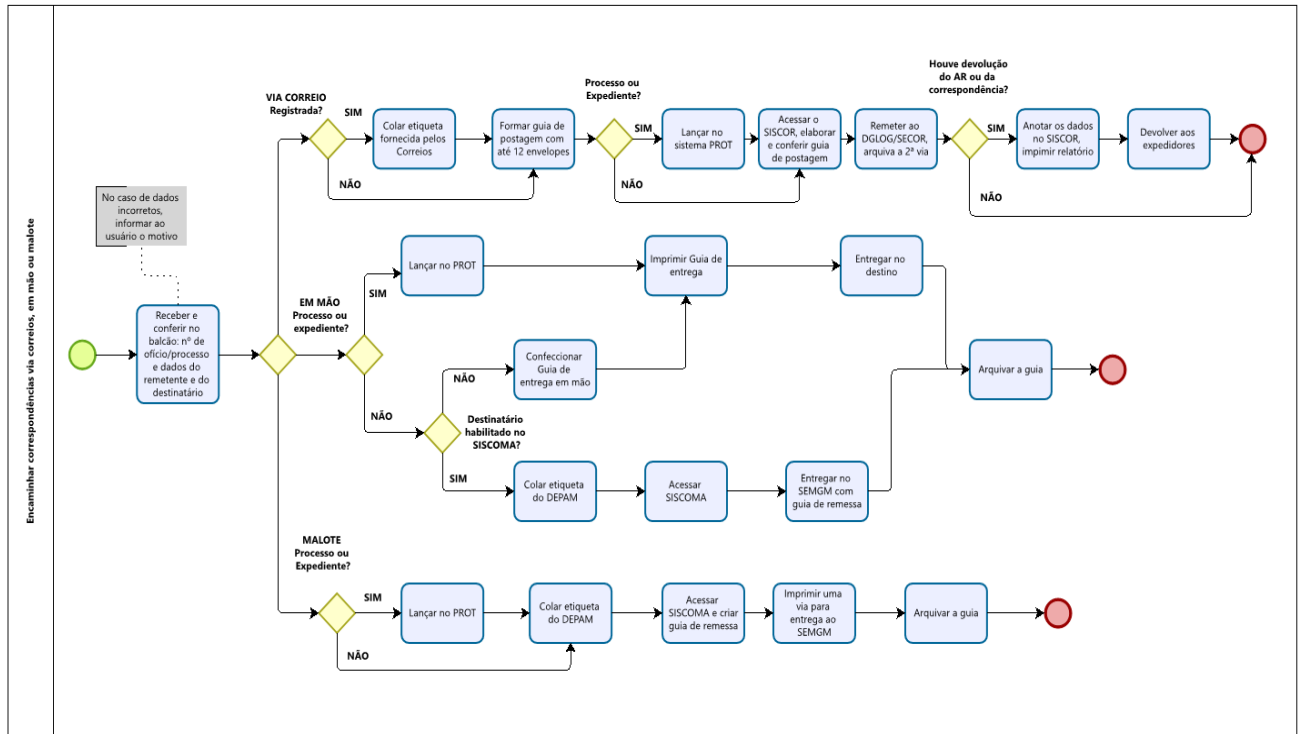 Encaminhar correspondências via correios, em mão ou malote
No caso de dados
incorretos,
informar ao
usuário o motivo
Receber e
conferir no
balcão: nº de
ofício/processo
e dados do
remetente e do
destinatário
VIA CORREIO
Registrada?
SIM
NÃO
Colar etiqueta
fornecida pelos
Correios
Formar guia de
postagem com
até 12 envelopes
Processo ou
Expediente?
SIM
NÃO
Lançar no
sistema PROT
Acessar o
SISCOR, elaborar
e conferir guia
de postagem
Remeter ao
DGLOG/SECOR,
arquiva a 2ª via
Houve devolução
do AR ou da
correspondência?
SIM
NÃO
Anotar os dados
no SISCOR,
impimir relatório
Devolver aos
expedidores
EM MÃO
Processo ou
expediente?
SIM
NÃO
Lançar no PROT
Imprimir Guia de
entrega
Entregar no
destino
NÃO
Confeccionar
Guia de
entrega em mão
Destinatário
habilitado no
SISCOMA?
SIM
Colar etiqueta
do DEPAM
Acessar
SISCOMA
Entregar no
SEMGM com
guia de remessa
Arquivar a guia
MALOTE
Processo ou
Expediente?
SIM
NÃO
Lançar no PROT
Colar etiqueta
do DEPAM
Acessar
SISCOMA e criar
guia de remessa
Imprimir uma
via para
entrega ao
SEMGM
Arquivar a guia